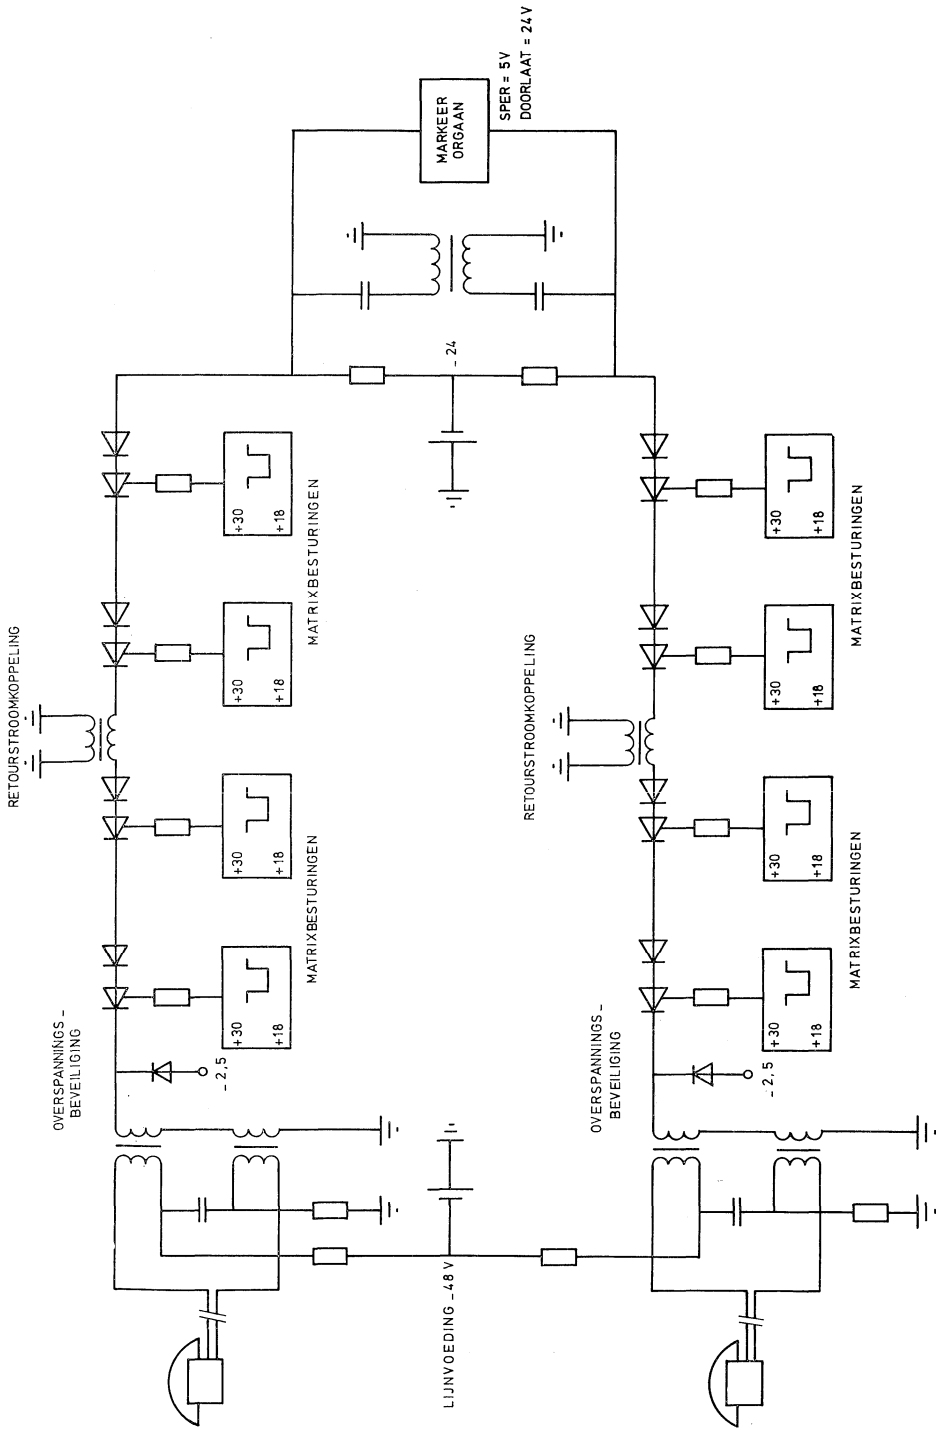 SPER = 5V
DOORLAAT = 24V
MARKEER
ORGAAN
_ 24
RETOURSTROOMKOPPELING
+30
+18
+30
+18
MATRIXBESTURINGEN
+30
+18
+30
+18
MATRIXBESTURINGEN
OVERSPANNINGS_
BEVEILIGING
_ 2,5
LIJNVOEDING _ 48 V
RETOURSTROOMKOPPELING
+30
+18
+30
+18
MATRIXBESTURINGEN
+30
+18
+30
+18
MATRIXBESTURINGEN
OVERSPANNINGS_
BEVEILIGING
_ 2,5